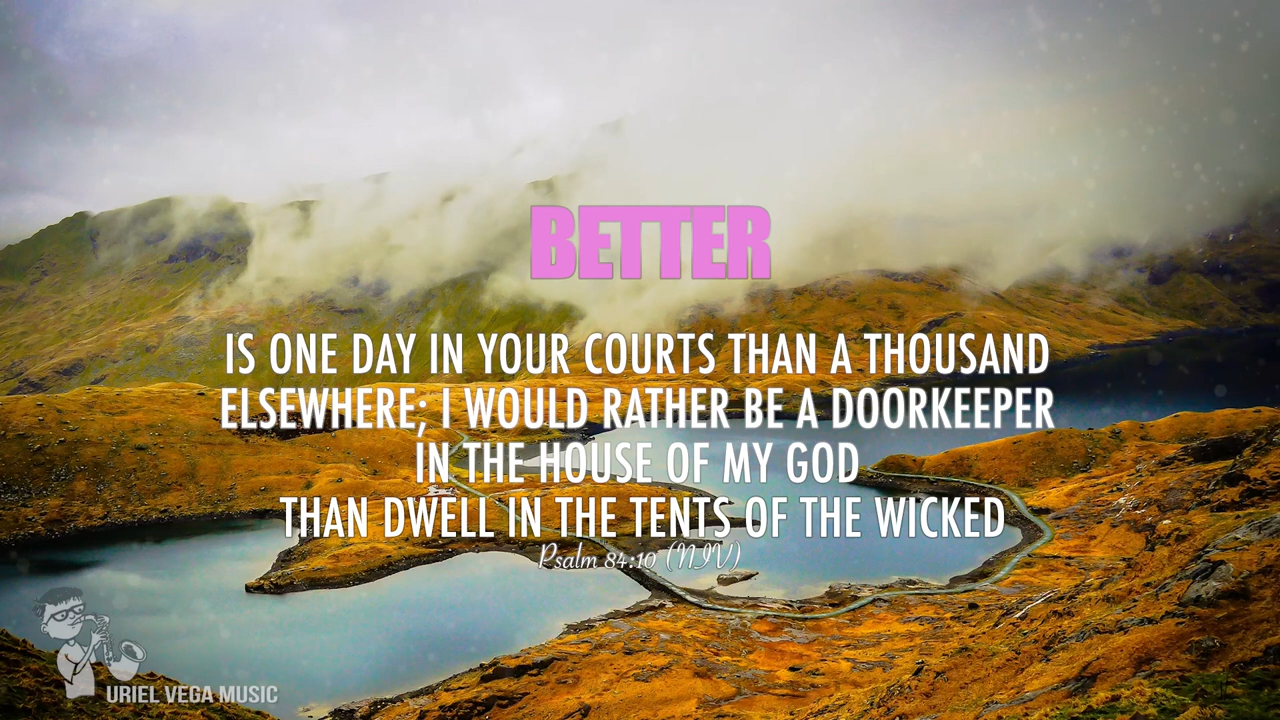 BETTER
IS ONE DAY IN YOUR COURTS THAN A THOUSAND
ELSEWHERE; I WOULD RATHER BE A DOORKEEPER
IN THE HOUSE OF MY GOD
THAN DWELL IN THE TENTS OF THE WICKED
Psalm 84:10 (NIV)
URIEL VEGA MUSIC